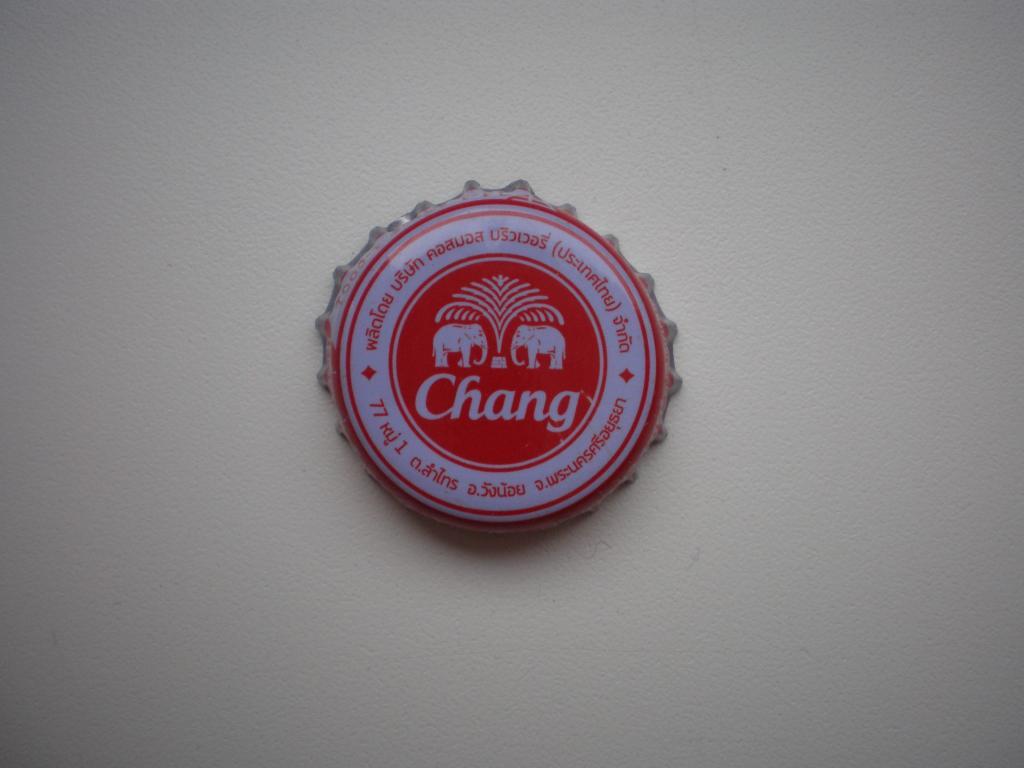 ผลิตโดย บริษัท คอสมอส บริวเวอรี่ (ประเทศไทย) จำกัด
Chang
77 หมู่ 1 ต.ลำไทร อ.วังน้อย จ.พระนครศรีอยุธยา